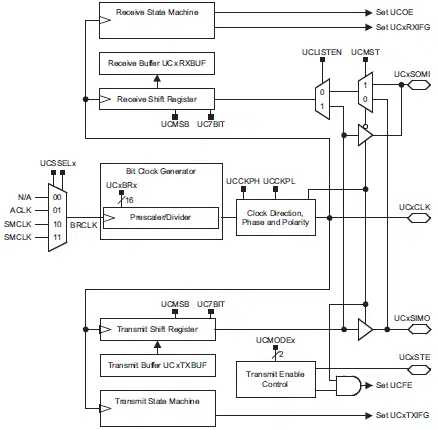 Receive State Machine
Set UCOE
Set UCxRXIFG
UCLISTEN
UCMST
Receive Buffer UCxRXBUF
UCxSOMI
0
1
1
0
Receive Shift Register
UCMSB
UC7BIT
UCSSELx
Bit Clock Generator
UCxBRx
16
UCCKPH
UCCKPL
N/A
00
ACLK
01
SMCLK
10
SMCLK
11
BRCLK
Prescaler/Divider
Clock Direction,
Phase and Polarity
UCxCLK
UCMSB
UC7BIT
Transmit Shift Register
UCxSIMO
UCMODEx
2
UCxSTE
Transmit Buffer UCxTXBUF
Transmit Enable
Control
Set UCFE
Transmit State Machine
Set UCxTXIFG